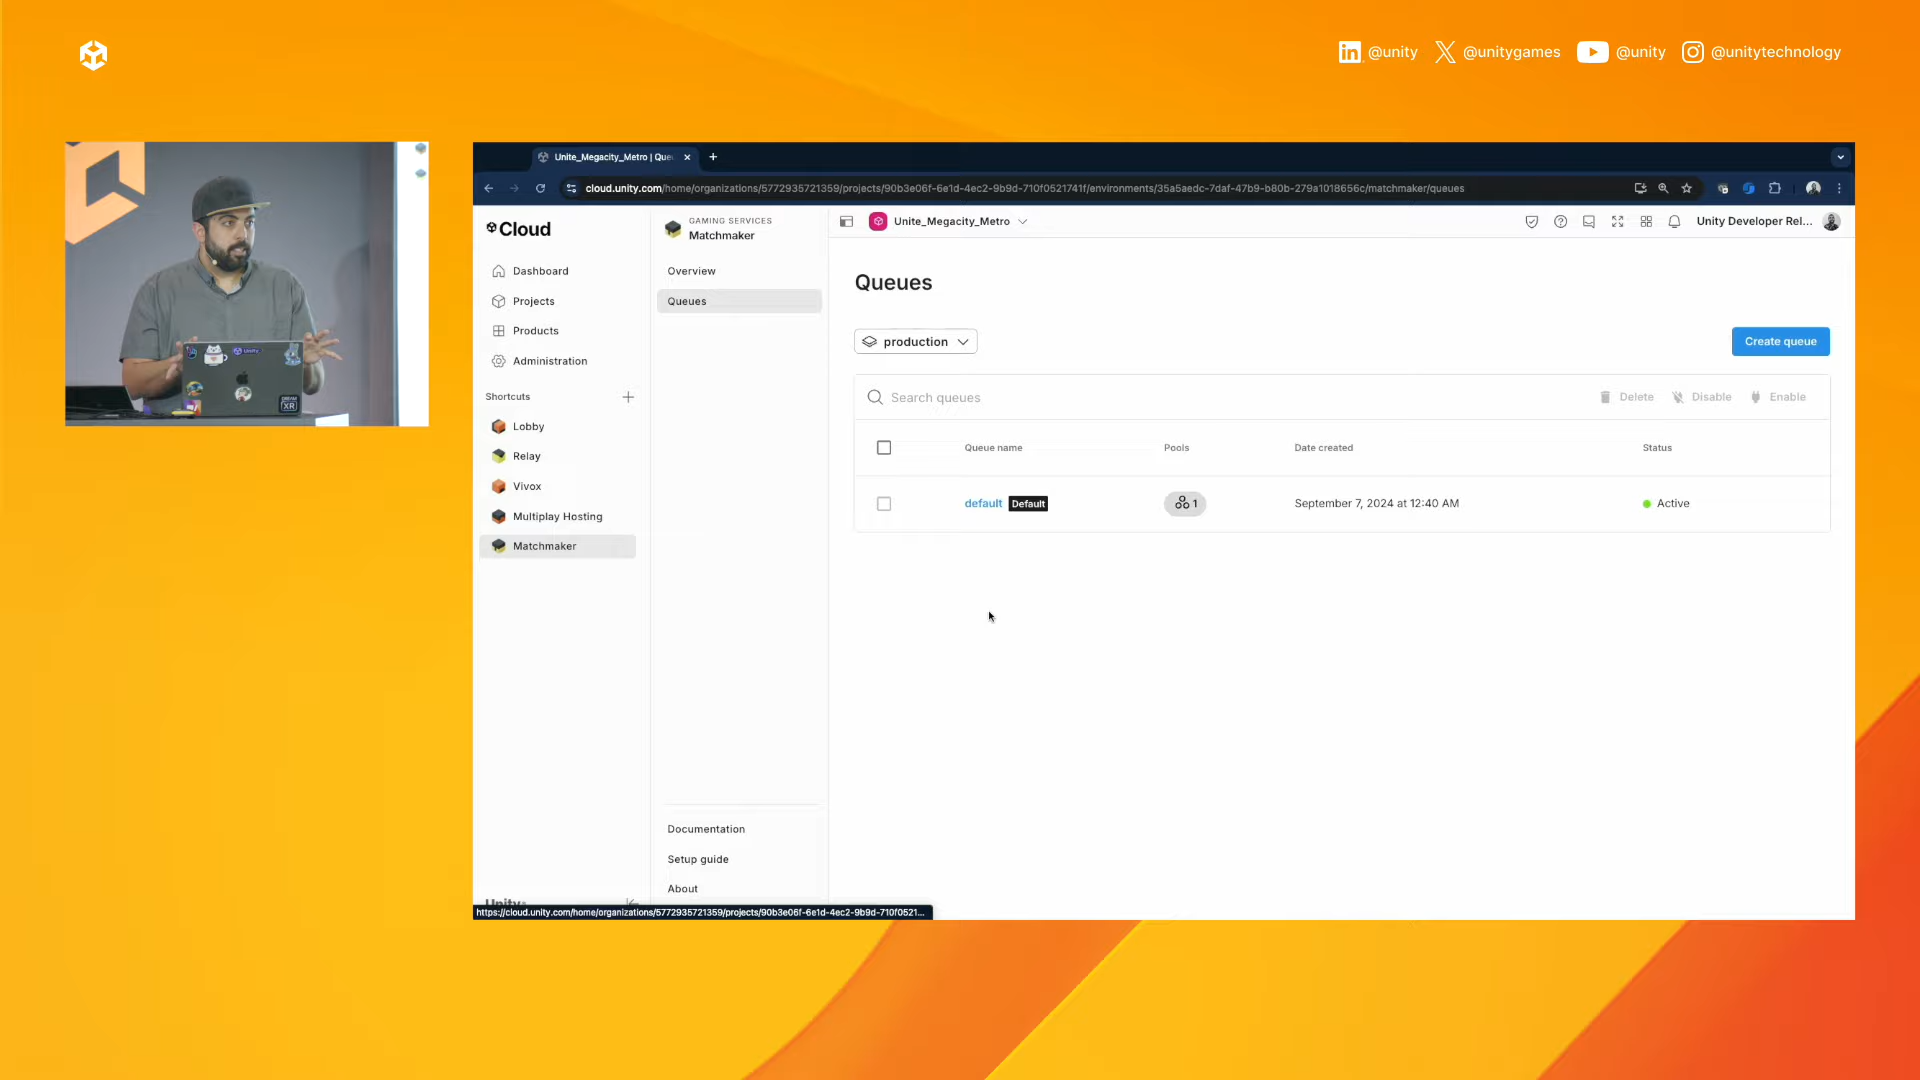 @unity
@unitygames
@unity
@unitytechnology
Unite_Megacity_Metro | Que
cloud.unity.com/home/organizations/5772935721359/projects/90b3e06f-6e1d-4ec2-9b9d-710f0521741f/environments/35a5aedc-7daf-47b9-b80b-279a1018656c/matchmaker/queues
Cloud
Dashboard
Projects
Products
Administration
Shortcuts
Lobby
Relay
Vivox
Multiplay Hosting
Matchmaker
GAMING SERVICES
Matchmaker
Overview
Queues
Documentation
Setup guide
About
Unite_Megacity_Metro
Unity Developer Rel...
Queues
production
Create queue
Search queues
Delete
Disable
Enable
Queue name
Pools
Date created
Status
default
Default
1
September 7, 2024 at 12:40 AM
Active
https://cloud.unity.com/home/organizations/5772935721359/projects/90b3e06f-6e1d-4ec2-9b9d-710f0521...
Unity
DREAM
XR